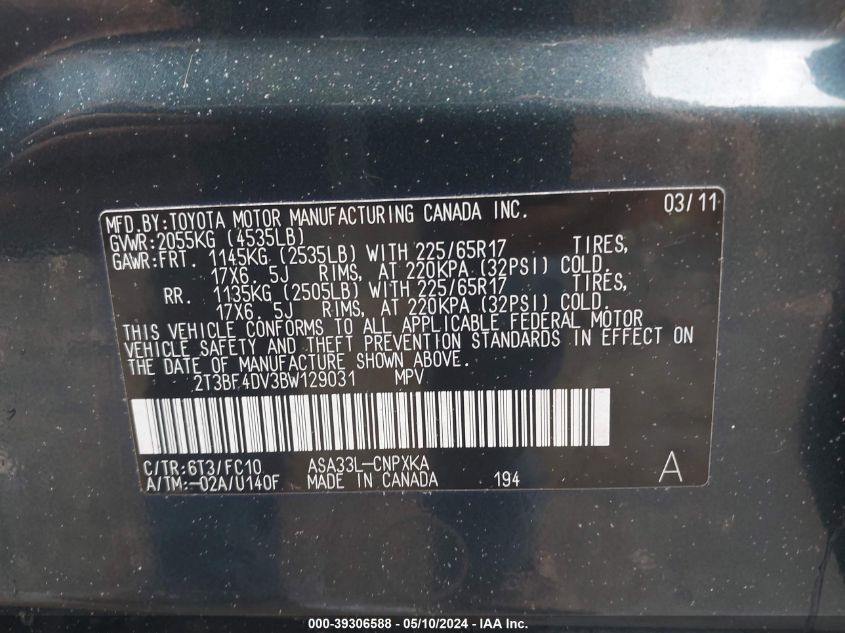 MFD.BY:TOYOTA MOTOR MANUFACTURING CANADA INC. 03/11
GVWR:2055KG (4535LB)
GAWR:FRT. 1145KG (2535LB) WITH 225/65R17 TIRES,
17X6. 5J RIMS, AT 220KPA (32PSI) COLD.
RR. 1135KG (2505LB) WITH 225/65R17 TIRES,
17X6. 5J RIMS, AT 220KPA (32PSI) COLD.
THIS VEHICLE CONFORMS TO ALL APPLICABLE FEDERAL MOTOR
VEHICLE SAFETY AND THEFT PREVENTION STANDARDS IN EFFECT ON
THE DATE OF MANUFACTURE SHOWN ABOVE.
2T3BF4DV3BW129031 MPV
C/TR:6T3/FC10 ASA33L-CNPXKA A
A/TM:-02A/U140F MADE IN CANADA 194
000-39306588 - 05/10/2024 - IAA Inc.